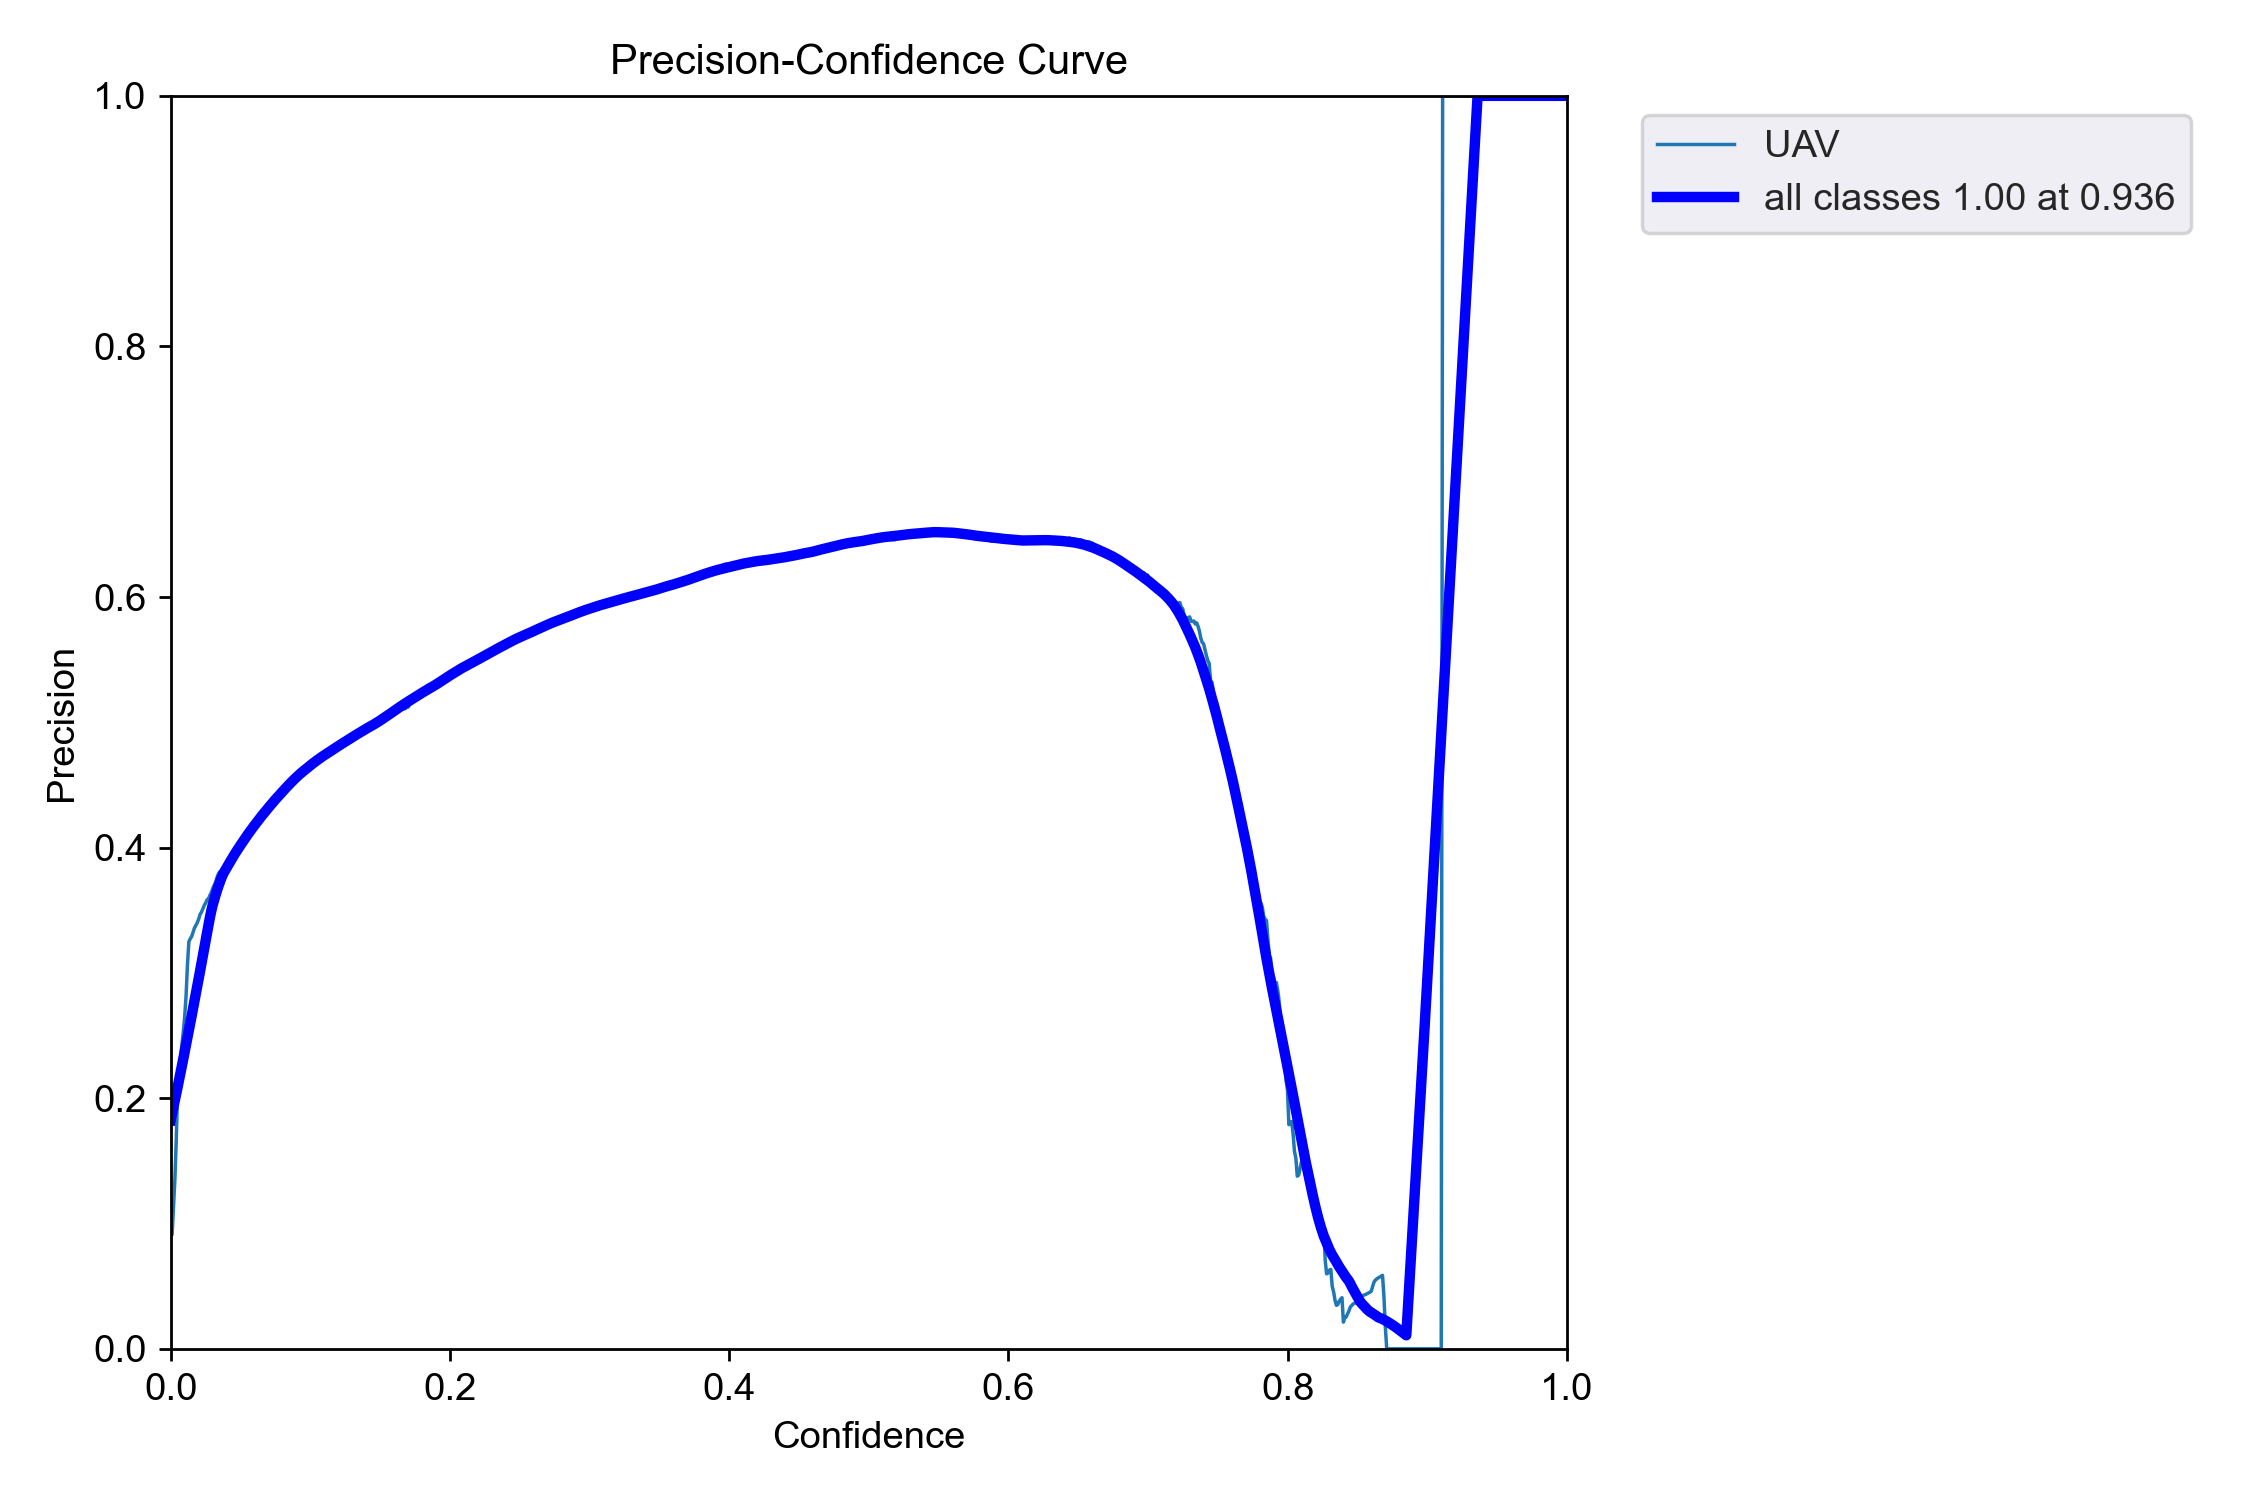 Precision-Confidence Curve
1.0
0.8
0.6
0.4
0.2
0.0
Precision
0.0 0.2 0.4 0.6 0.8 1.0
Confidence
UAV
all classes 1.00 at 0.936